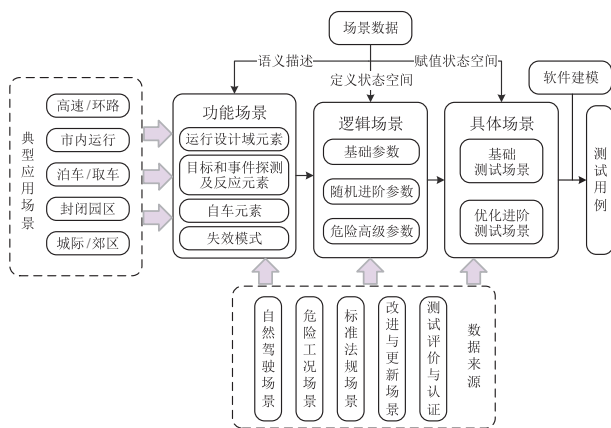 场景数据
语义描述
定义状态空间
赋值状态空间
软件建模
典型应用场景
高速/环路
市内运行
泊车/取车
封闭园区
城际/郊区
功能场景
运行设计域元素
目标和事件探测
及反应元素
自车元素
失效模式
逻辑场景
基础参数
随机进阶参数
危险高级参数
具体场景
基础
测试场景
优化进阶
测试场景
测试用例
自然驾驶场景
危险工况场景
标准法规场景
改进与更新场景
测试评价与认证
数据来源